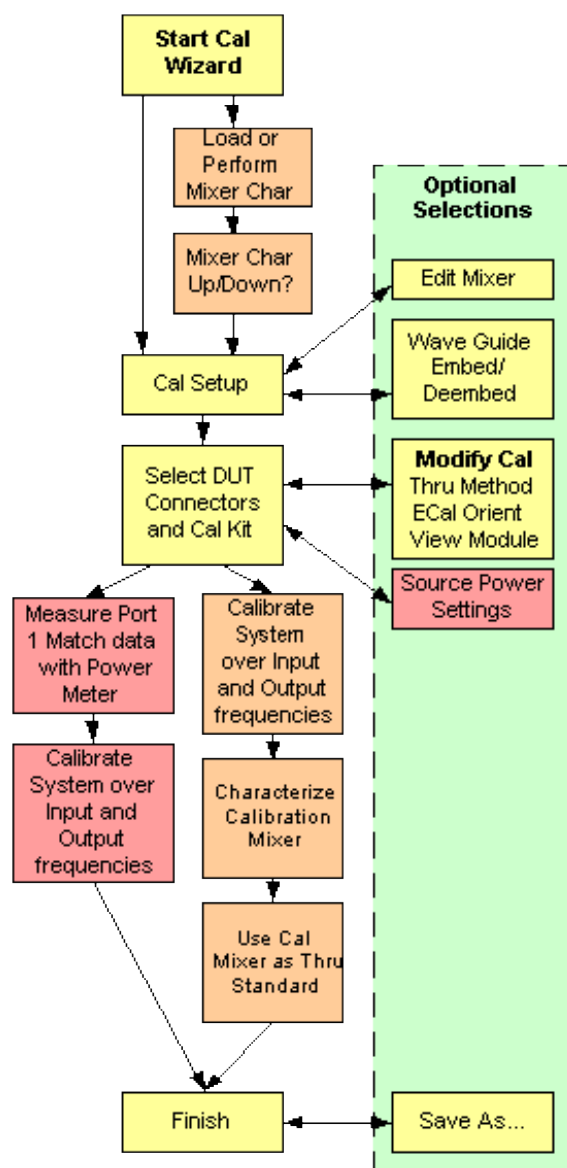 Start Cal
Wizard
Load or
Perform
Mixer Char
Mixer Char
Up/Down?
Cal Setup
Select DUT
Connectors
and Cal Kit
Measure Port
1 Match data
with Power
Meter
Calibrate
System over
Input and
Output
frequencies
Calibrate
System
over Input
and Output
frequencies
Characterize
Calibration
Mixer
Use Cal
Mixer as Thru
Standard
Finish
Optional
Selections
Edit Mixer
Wave Guide
Embed/
Deembed
Modify Cal
Thru Method
ECal Orient
View Module
Source Power
Settings
Save As...